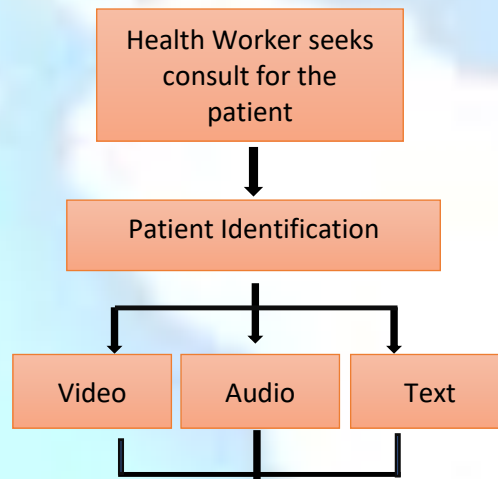 Health Worker seeks
consult for the
patient
Patient Identification
Video
Audio
Text